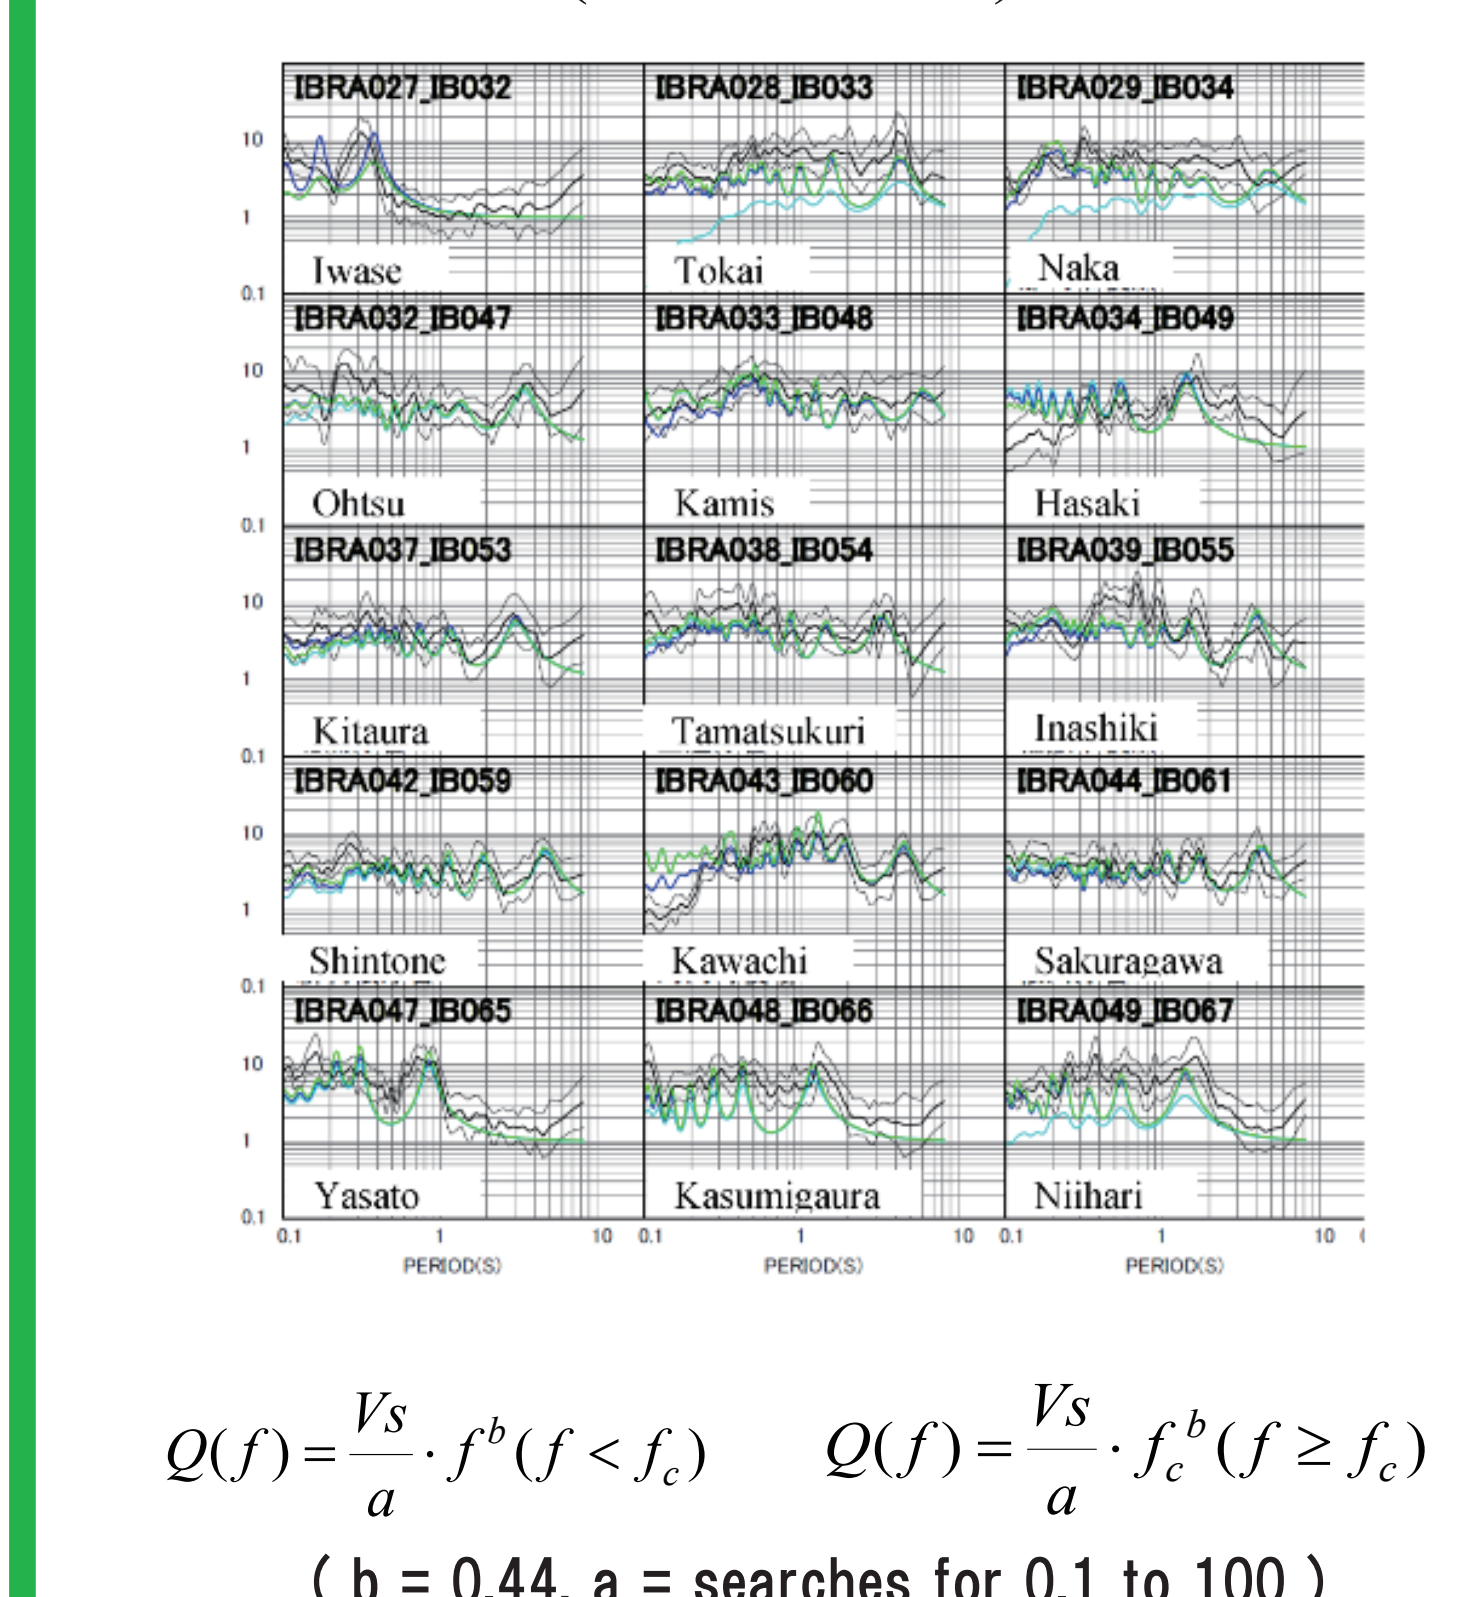 IBRA027_IB032 IBRA028_IB033 IBRA029_IB034
10
1
Iwase Tokai Naka
0.1
IBRA032_IB047 IBRA033_IB048 IBRA034_IB049
10
1
Ohtsu Kamis Hasaki
0.1
IBRA037_IB053 IBRA038_IB054 IBRA039_IB055
10
1
Kitaura Tamatsukuri Inashiki
0.1
IBRA042_IB059 IBRA043_IB060 IBRA044_IB061
10
1
Shintone Kawachi Sakuragawa
0.1
IBRA047_IB065 IBRA048_IB066 IBRA049_IB067
10
1
Yasato Kasumigaura Niihari
0.1
0.1 1 10 0.1 1 10 0.1 1 10
PERIOD(S) PERIOD(S) PERIOD(S)
Q(f) = Vs/a · f^b (f < f_c) Q(f) = Vs/a · f_c^b (f ≥ f_c)
( b = 0.44, a = searches for 0.1 to 100 )